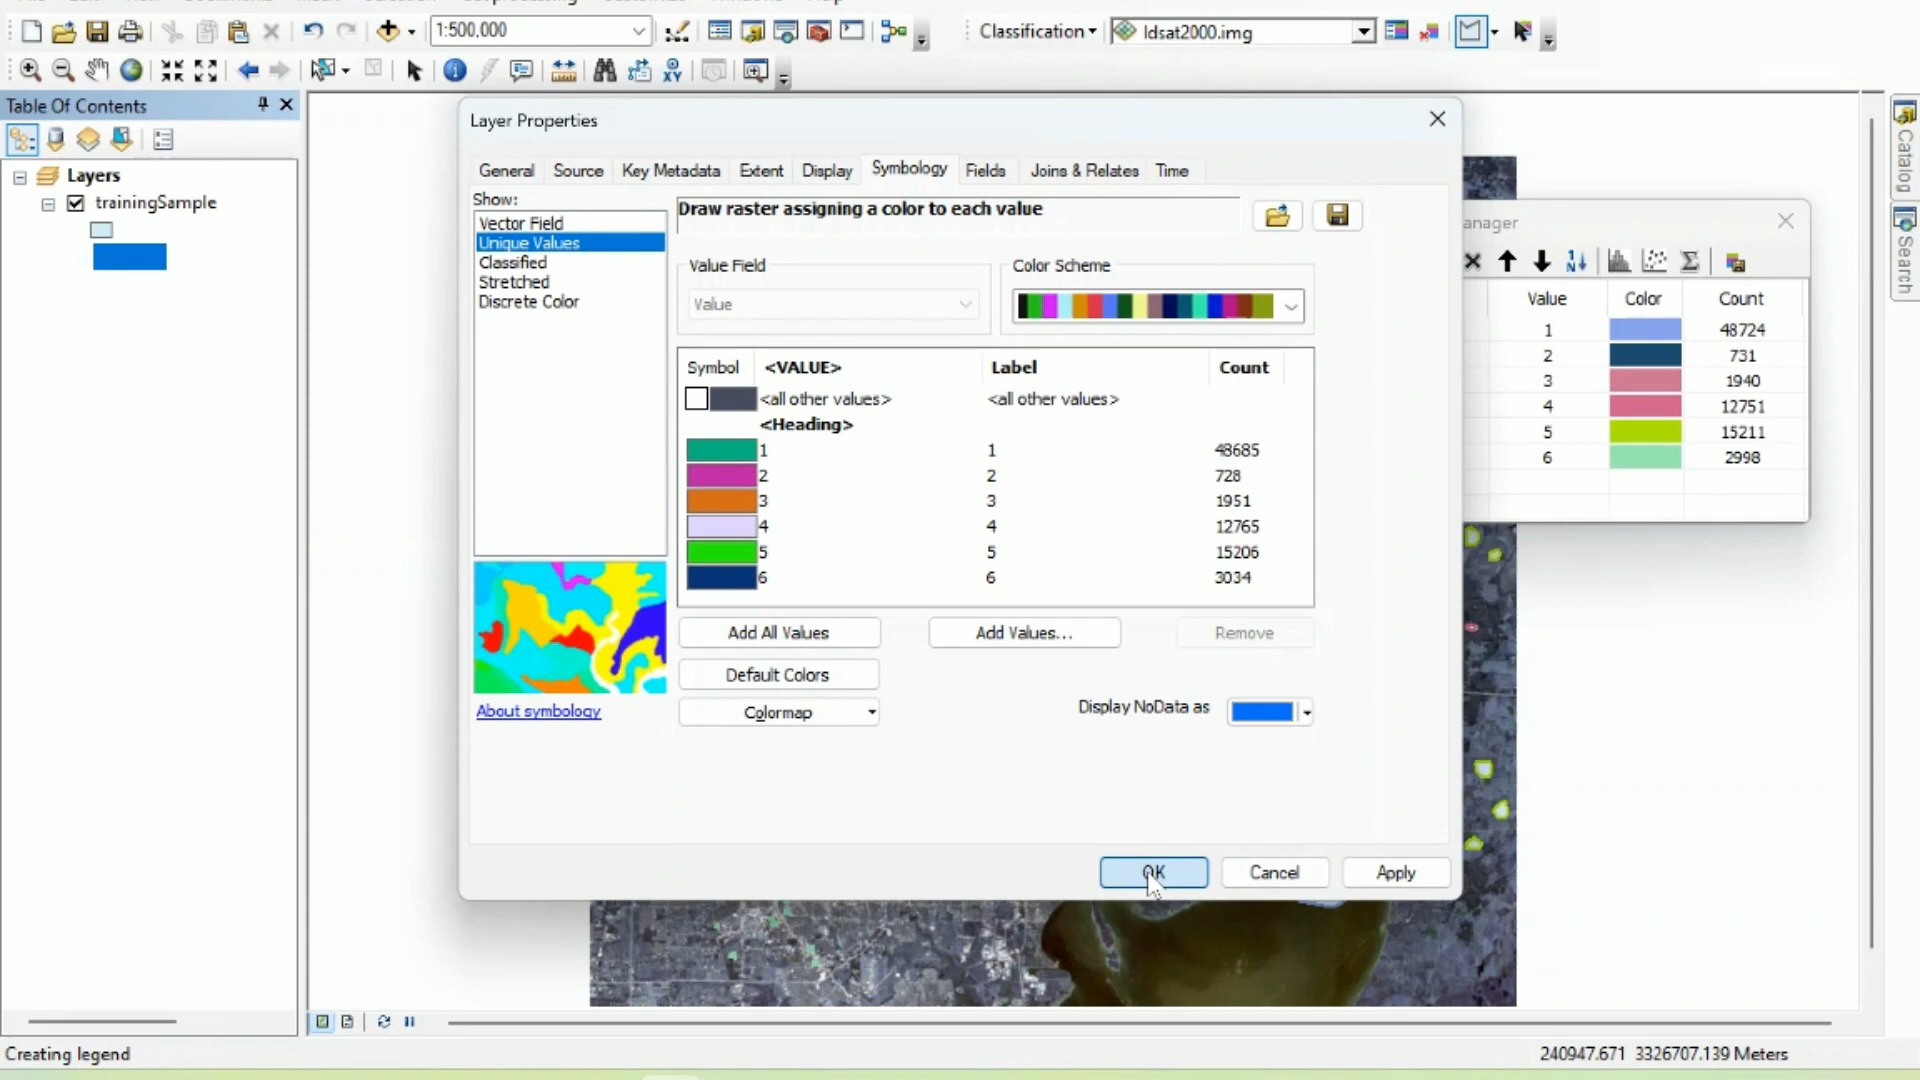 1:500,000
Classification
ldsat2000.img
Table Of Contents
Layers
trainingSample
Layer Properties
General
Source
Key Metadata
Extent
Display
Symbology
Fields
Joins & Relates
Time
Show:
Vector Field
Unique Values
Classified
Stretched
Discrete Color
About symbology
Draw raster assigning a color to each value
Value Field
Value
Color Scheme
Symbol <VALUE> Label Count
<all other values> <all other values>
<Heading>
1 1 48685
2 2 728
3 3 1951
4 4 12765
5 5 15206
6 6 3034
Add All Values
Add Values...
Remove
Default Colors
Colormap
Display NoData as
OK
Cancel
Apply
anager
Value Color Count
1 48724
2 731
3 1940
4 12751
5 15211
6 2998
Catalog
Search
Creating legend
240947.671 3326707.139 Meters